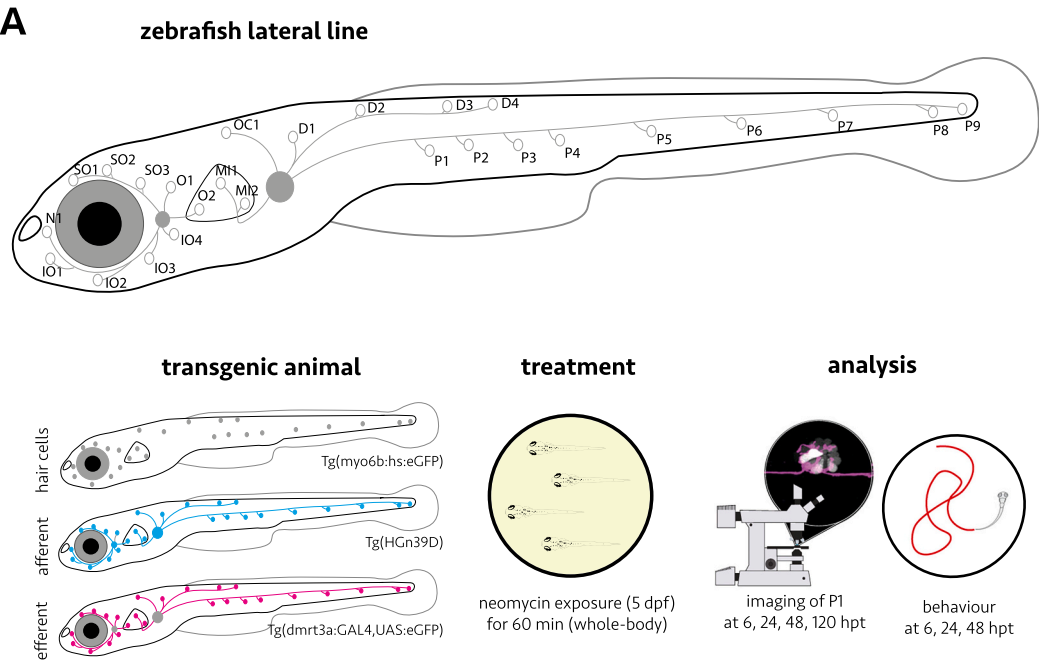 A
zebrafish lateral line
OC1
D1
D2
D3
D4
P1
P2
P3
P4
P5
P6
P7
P8
P9
SO1
SO2
SO3
O1
O2
MI1
MI2
N1
IO1
IO2
IO3
IO4
transgenic animal
treatment
analysis
hair cells
Tg(myo6b:hs:eGFP)
afferent
Tg(HGn39D)
efferent
Tg(dmrt3a:GAL4,UAS:eGFP)
neomycin exposure (5 dpf)
for 60 min (whole-body)
imaging of P1
at 6, 24, 48, 120 hpt
behaviour
at 6, 24, 48 hpt